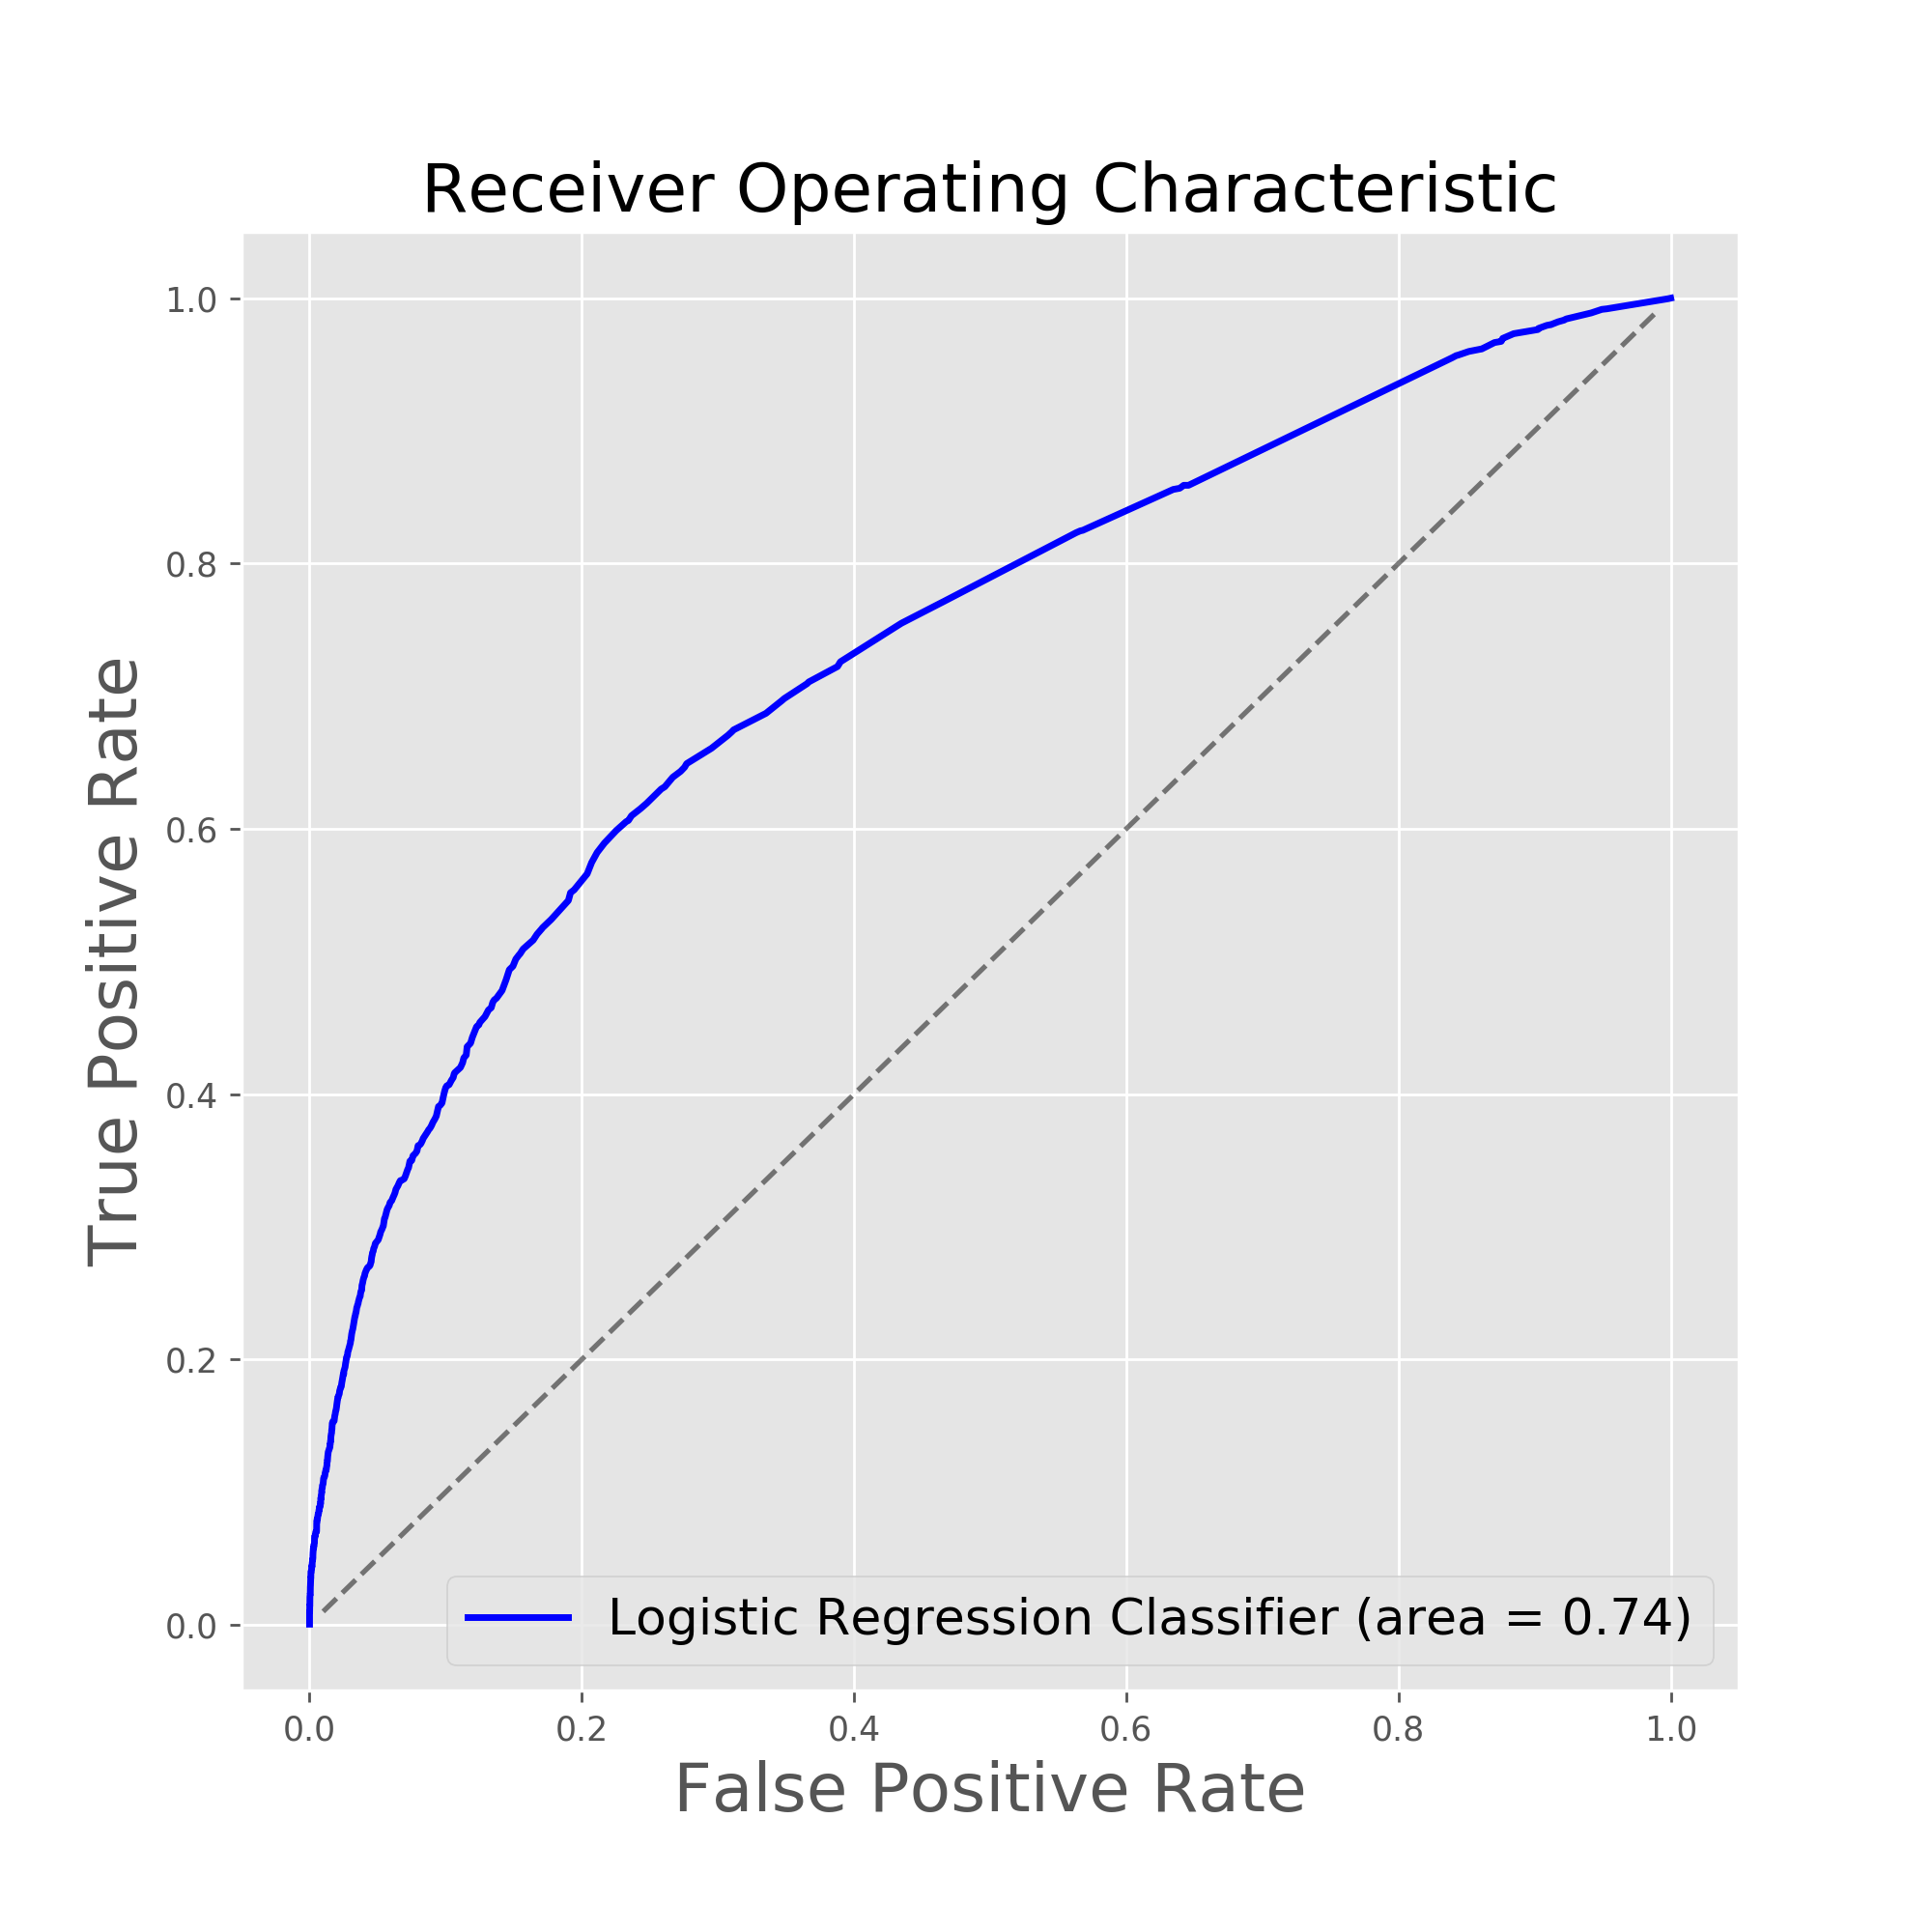 Receiver Operating Characteristic
True Positive Rate
1.0
0.8
0.6
0.4
0.2
0.0
Logistic Regression Classifier (area = 0.74)
0.0 0.2 0.4 0.6 0.8 1.0
False Positive Rate